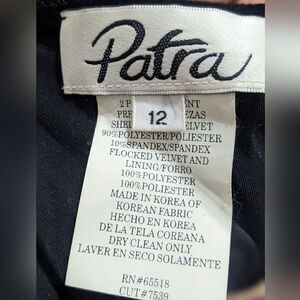 Patra
2 P
ENT
12
PRE
EZAS
SHEL
ELVET
90%POLYESTER/POLIESTER
10%SPANDEX/SPANDEX
FLOCKED VELVET AND
LINING/FORRO
100%POLYESTER
100%POLIESTER
MADE IN KOREA OF
KOREAN FABRIC
HECHO EN KOREA
DE LA TELA COREANA
DRY CLEAN ONLY
LAVER EN SECO SOLAMENTE
RN#65518
CUT#7539